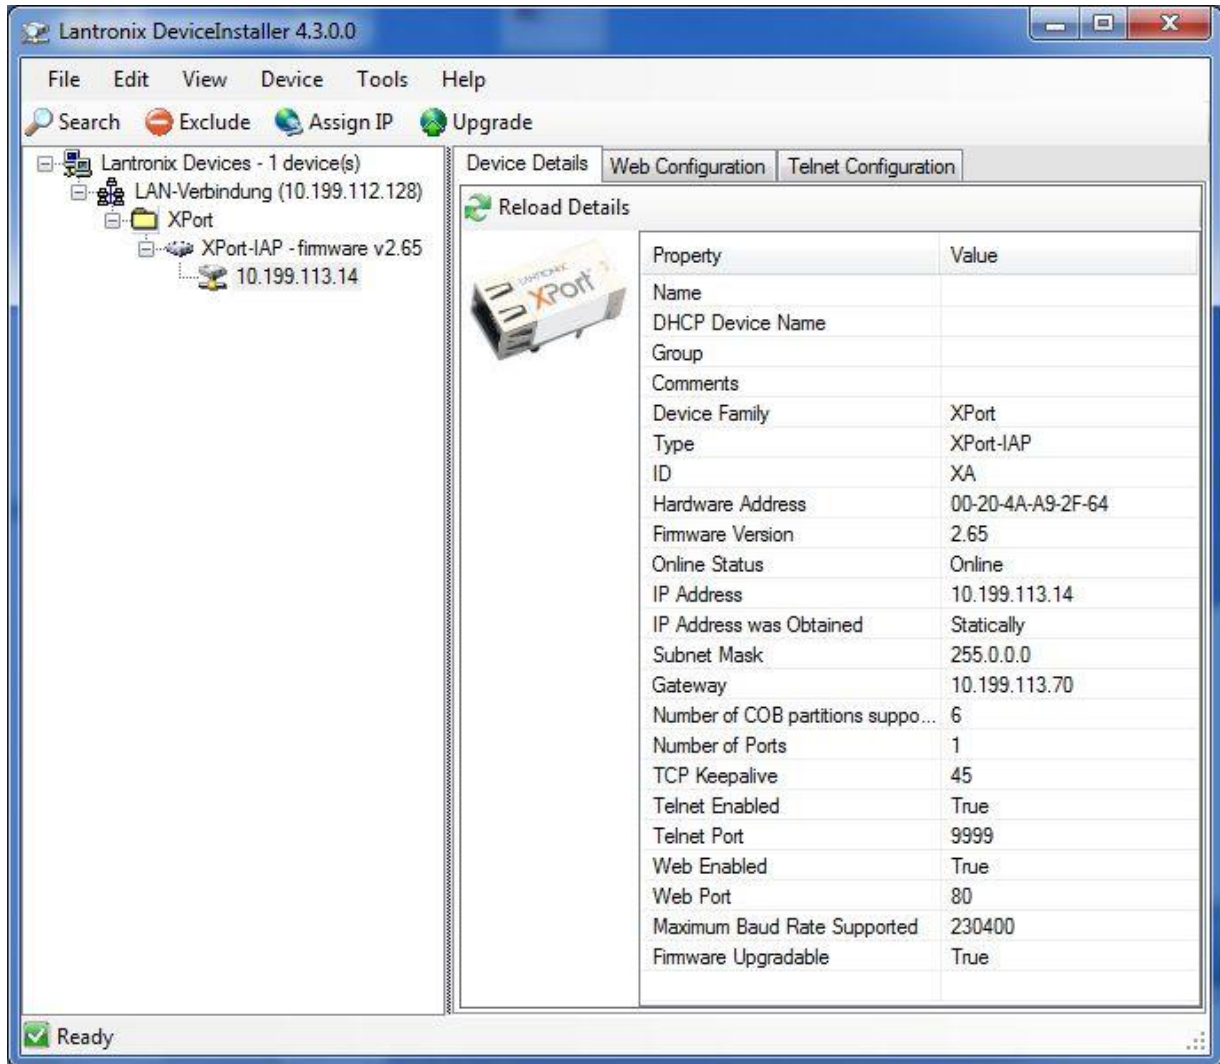 Lantronix DeviceInstaller 4.3.0.0
File Edit View Device Tools Help
Search Exclude Assign IP Upgrade
Lantronix Devices - 1 device(s)
LAN-Verbindung (10.199.112.128)
XPort
XPort-IAP - firmware v2.65
10.199.113.14
Device Details Web Configuration Telnet Configuration
Reload Details
LANTRONIX
XPort
Property Value
Name
DHCP Device Name
Group
Comments
Device Family XPort
Type XPort-IAP
ID XA
Hardware Address 00-20-4A-A9-2F-64
Firmware Version 2.65
Online Status Online
IP Address 10.199.113.14
IP Address was Obtained Statically
Subnet Mask 255.0.0.0
Gateway 10.199.113.70
Number of COB partitions suppo... 6
Number of Ports 1
TCP Keepalive 45
Telnet Enabled True
Telnet Port 9999
Web Enabled True
Web Port 80
Maximum Baud Rate Supported 230400
Firmware Upgradable True
Ready